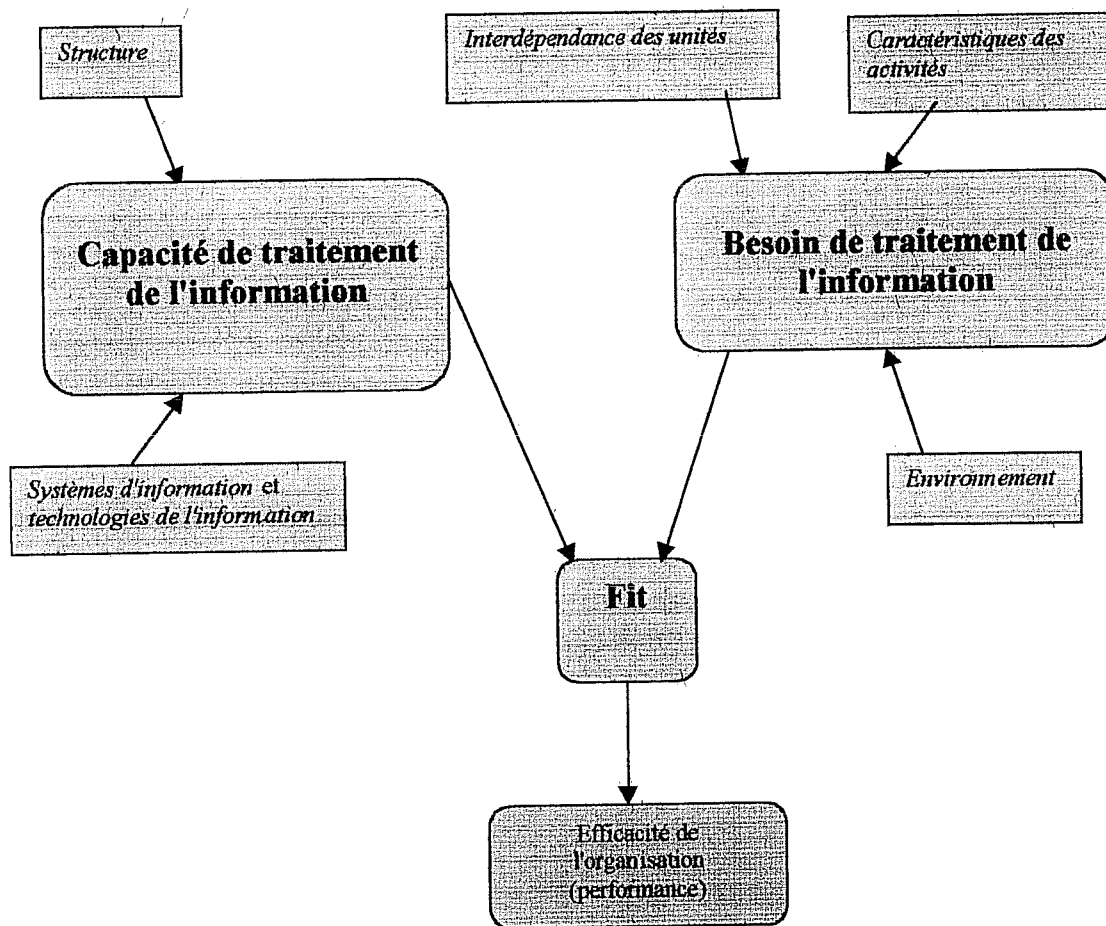 Structure
Interdépendance des unités
Caractéristiques des
activités
Capacité de traitement
de l'information
Besoin de traitement de
l'information
Systèmes d'information et
technologies de l'information
Environnement
Fit
Efficacité de
l'organisation
(performance)